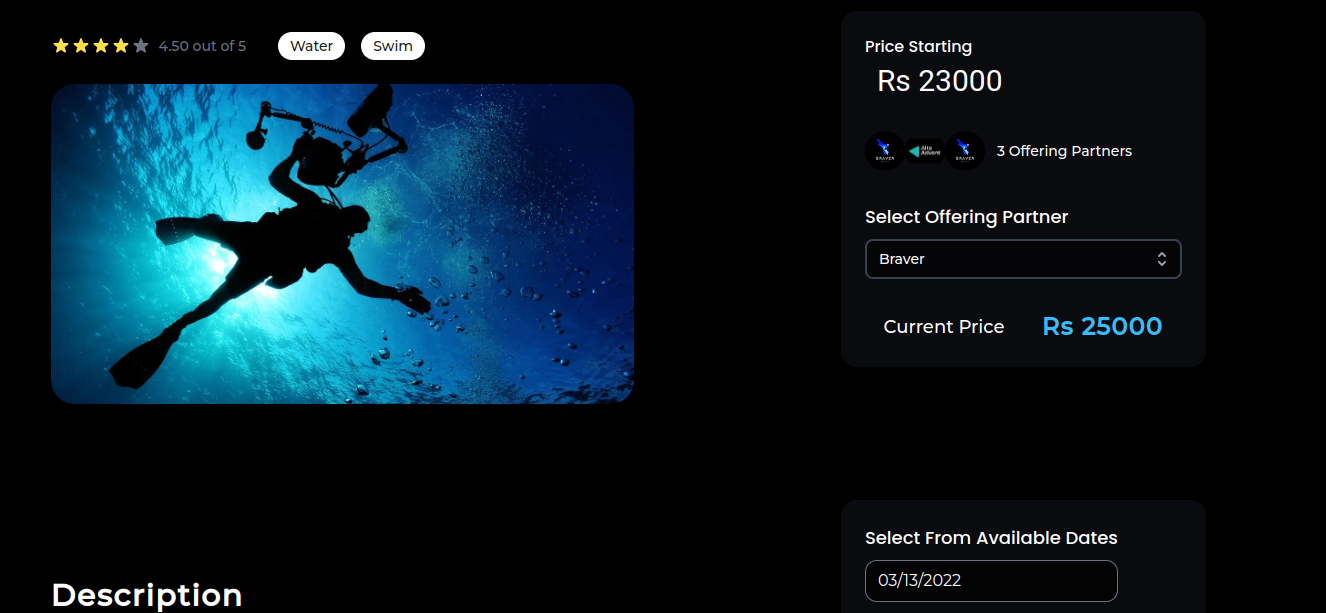 4.50 out of 5
Water
Swim
Price Starting
Rs 23000
BRAVER
Alta
Advent
BRAVER
3 Offering Partners
Select Offering Partner
Braver
Current Price
Rs 25000
Select From Available Dates
03/13/2022
Description